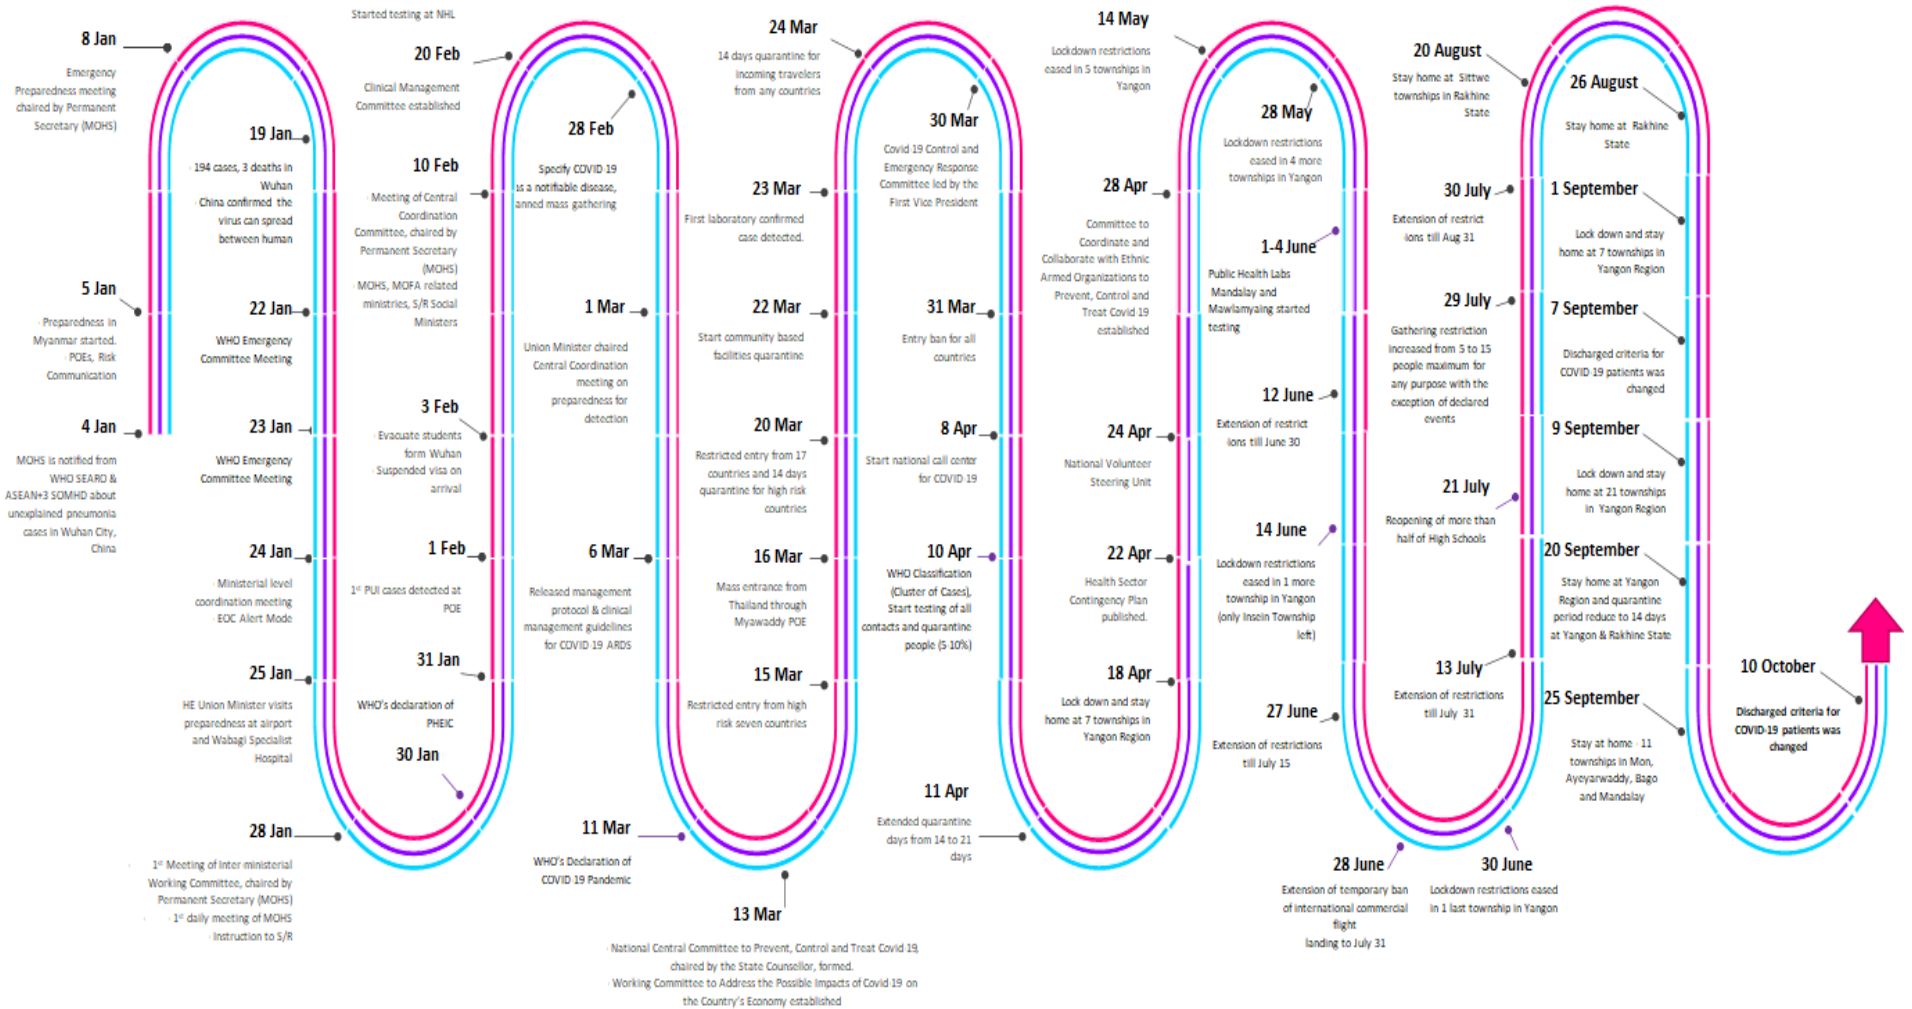 8 Jan
Emergency
Preparedness meeting
chaired by Permanent
Secretary (MOHS)
5 Jan
· Preparedness in
Myanmar started.
· POEs, Risk
Communication
4 Jan
MOHS is notified from
WHO SEARO &
ASEAN+3 SOMHD about
unexplained pneumonia
cases in Wuhan City,
China
19 Jan
· 194 cases, 3 deaths in
Wuhan
· China confirmed the
virus can spread
between human
22 Jan
WHO Emergency
Committee Meeting
23 Jan
WHO Emergency
Committee Meeting
24 Jan
· Ministerial level
coordination meeting
· EOC Alert Mode
25 Jan
HE Union Minister visits
preparedness at airport
and Wabagi Specialist
Hospital
28 Jan
· 1st Meeting of Inter ministerial
Working Committee, chaired by
Permanent Secretary (MOHS)
· 1st daily meeting of MOHS
· Instruction to S/R
Started testing at NHL
20 Feb
Clinical Management
Committee established
10 Feb
· Meeting of Central
Coordination
Committee, chaired by
Permanent Secretary
(MOHS)
· MOHS, MOFA related
ministries, S/R Social
Ministers
3 Feb
· Evacuate students
form Wuhan
· Suspended visa on
arrival
1 Feb
1st PUI cases detected at
POE
31 Jan
WHO's declaration of
PHEIC
30 Jan
28 Feb
Specify COVID 19
as a notifiable disease,
anned mass gathering
1 Mar
Union Minister chaired
Central Coordination
meeting on
preparedness for
detection
6 Mar
Released management
protocol & clinical
management guidelines
for COVID 19 ARDS
11 Mar
WHO's Declaration of
COVID 19 Pandemic
13 Mar
· National Central Committee to Prevent, Control and Treat Covid 19,
chaired by the State Counsellor, formed.
· Working Committee to Address the Possible Impacts of Covid 19 on
the Country's Economy established
24 Mar
14 days quarantine for
incoming travelers
from any countries
23 Mar
First laboratory confirmed
case detected.
22 Mar
Start community based
facilities quarantine
20 Mar
Restricted entry from 17
countries and 14 days
quarantine for high risk
countries
16 Mar
Mass entrance from
Thailand through
Myawaddy POE
15 Mar
Restricted entry from high
risk seven countries
30 Mar
Covid 19 Control and
Emergency Response
Committee led by the
First Vice President
31 Mar
Entry ban for all
countries
8 Apr
Start national call center
for COVID 19
10 Apr
WHO Classification
(Cluster of Cases),
Start testing of all
contacts and quarantine
people (5-10%)
11 Apr
Extended quarantine
days from 14 to 21
days
14 May
Lockdown restrictions
eased in 5 townships in
Yangon
28 Apr
Committee to
Coordinate and
Collaborate with Ethnic
Armed Organizations to
Prevent, Control and
Treat Covid 19
established
24 Apr
National Volunteer
Steering Unit
22 Apr
Health Sector
Contingency Plan
published.
18 Apr
Lock down and stay
home at 7 townships in
Yangon Region
28 May
Lockdown restrictions
eased in 4 more
townships in Yangon
1-4 June
Public Health Labs
Mandalay and
Mawlamyaing started
testing
12 June
Extension of restrict
ions till June 30
14 June
Lockdown restrictions
eased in 1 more
township in Yangon
(only Insein Township
left)
27 June
Extension of restrictions
till July 15
28 June
Extension of temporary ban
of international commercial
flight
landing to July 31
30 June
Lockdown restrictions eased
in 1 last township in Yangon
20 August
Stay home at Sittwe
townships in Rakhine
State
30 July
Extension of restrict
ions till Aug 31
29 July
Gathering restriction
increased from 5 to 15
people maximum for
any purpose with the
exception of declared
events
21 July
Reopening of more than
half of High Schools
13 July
Extension of restrictions
till July 31
26 August
Stay home at Rakhine
State
1 September
Lock down and stay
home at 7 townships in
Yangon Region
7 September
Discharged criteria for
COVID-19 patients was
changed
9 September
Lock down and stay
home at 21 townships
in Yangon Region
20 September
Stay home at Yangon
Region and quarantine
period reduce to 14 days
at Yangon & Rakhine State
25 September
Stay at home · 11
townships in Mon,
Ayeyarwaddy, Bago
and Mandalay
10 October
Discharged criteria for
COVID-19 patients was
changed